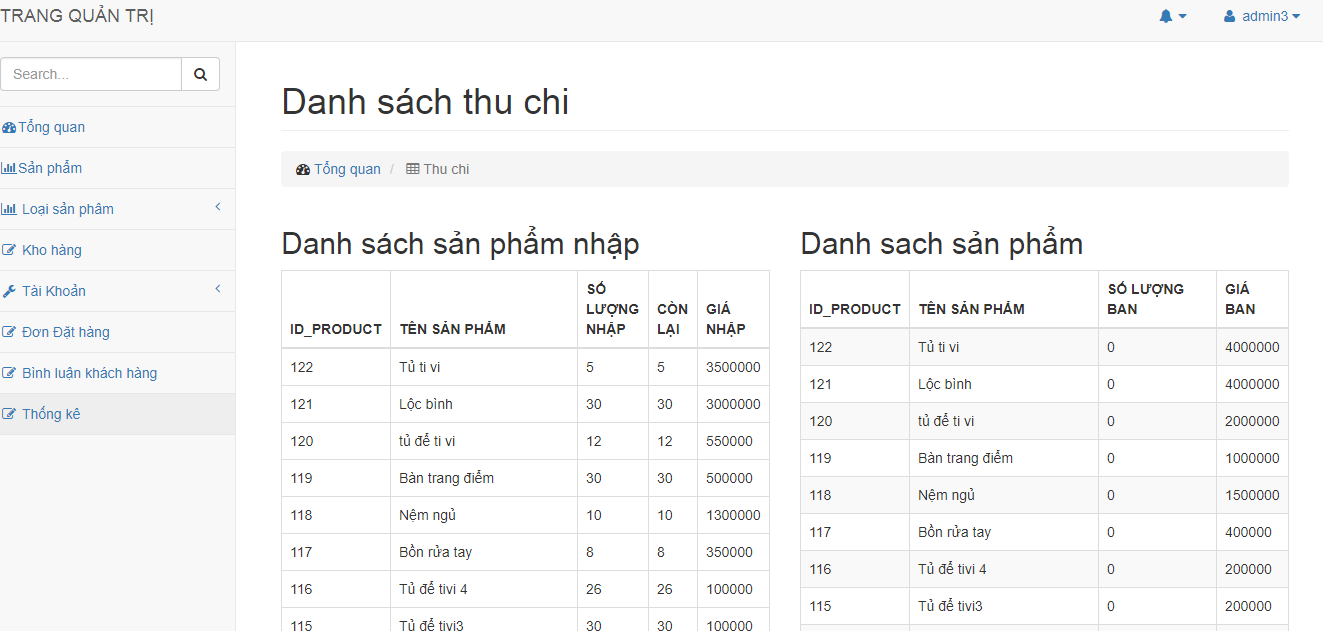 TRANG QUẢN TRỊ
admin3
Search...
Tổng quan
Sản phẩm
Loại sản phâm
Kho hàng
Tài Khoản
Đơn Đặt hàng
Bình luận khách hàng
Thống kê
Danh sách thu chi
Tổng quan / Thu chi
Danh sách sản phẩm nhập
ID_PRODUCT TÊN SẢN PHẨM SỐ LƯỢNG NHẬP CÒN LẠI GIÁ NHẬP
122 Tủ ti vi 5 5 3500000
121 Lộc bình 30 30 3000000
120 tủ để ti vi 12 12 550000
119 Bàn trang điểm 30 30 500000
118 Nệm ngủ 10 10 1300000
117 Bồn rửa tay 8 8 350000
116 Tủ để tivi 4 26 26 100000
115 Tủ để tivi3 30 30 100000
Danh sach sản phẩm
ID_PRODUCT TÊN SẢN PHẨM SỐ LƯỢNG BAN GIÁ BAN
122 Tủ ti vi 0 4000000
121 Lộc bình 0 4000000
120 tủ để ti vi 0 2000000
119 Bàn trang điểm 0 1000000
118 Nệm ngủ 0 1500000
117 Bồn rửa tay 0 400000
116 Tủ để tivi 4 0 200000
115 Tủ để tivi3 0 200000